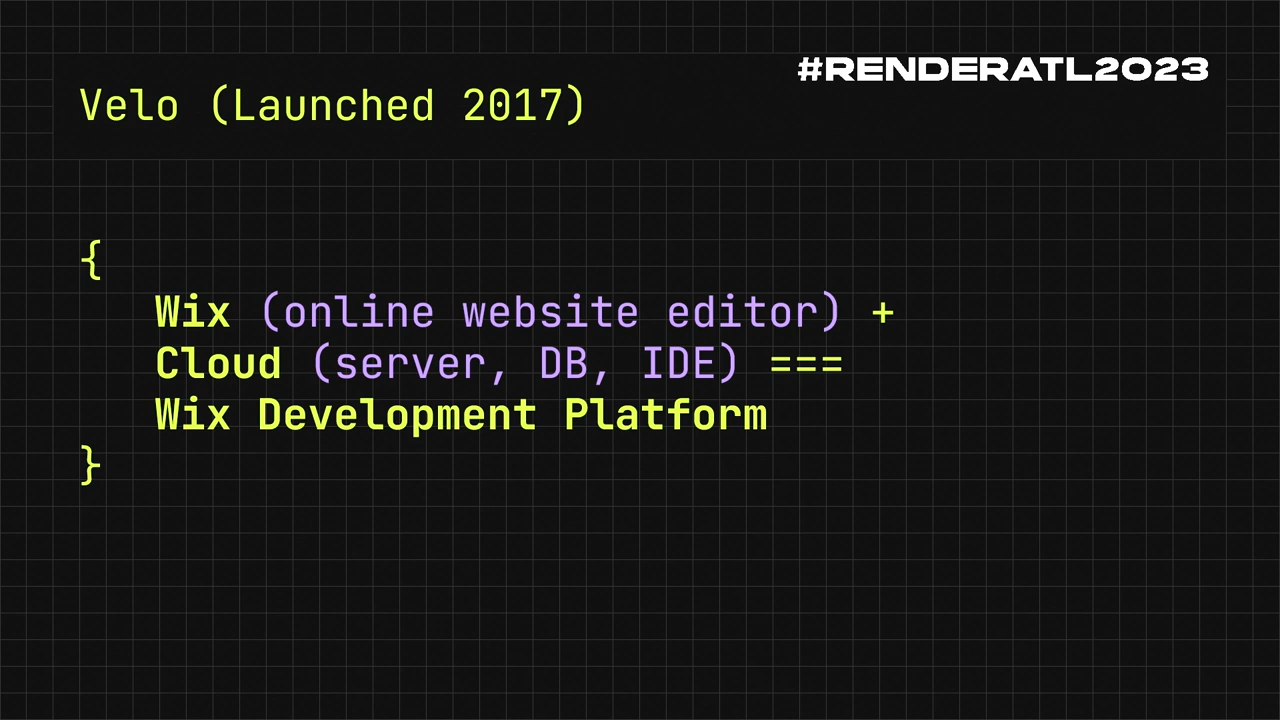 #RENDERATL2023
Velo (Launched 2017)
{
Wix (online website editor) +
Cloud (server, DB, IDE) ===
Wix Development Platform
}